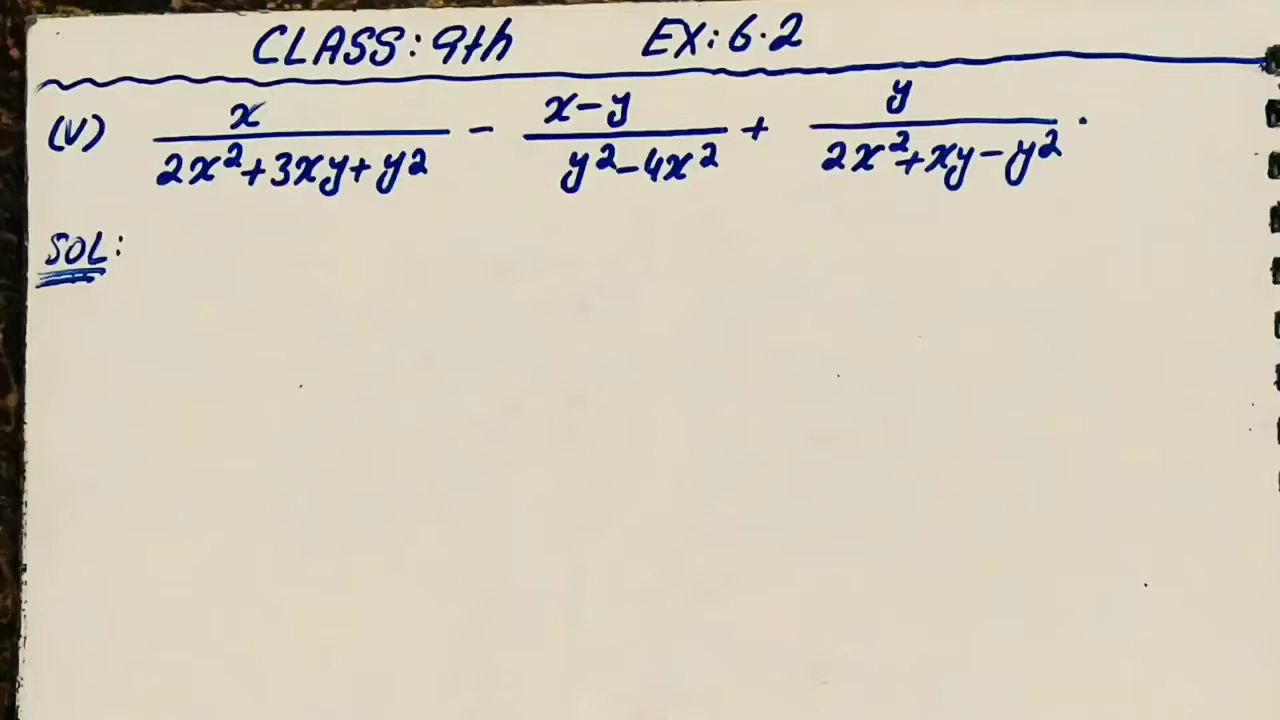 CLASS: 9th EX: 6.2
(V) x/(2x²+3xy+y²) - (x-y)/(y²-4x²) + y/(2x²+xy-y²).
SOL: